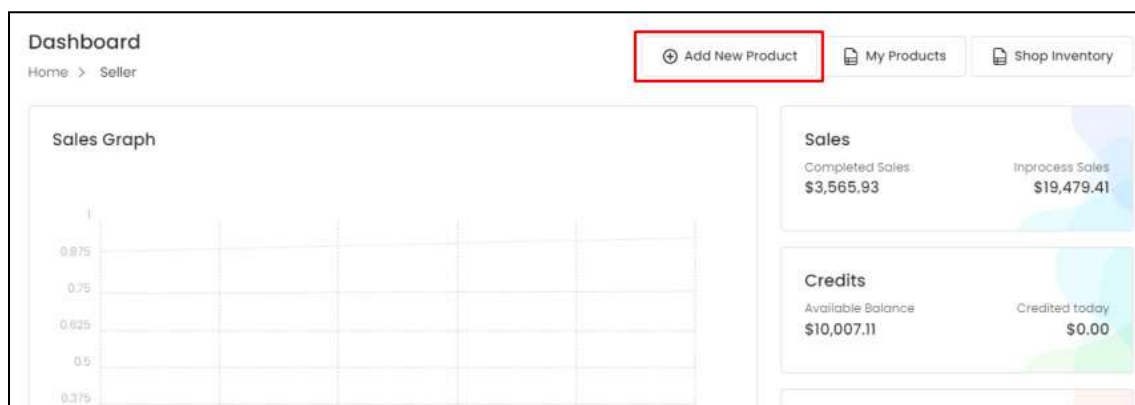 Dashboard
Home > Seller
Add New Product
My Products
Shop Inventory
Sales Graph
1
0.875
0.75
0.625
0.5
0.375
Sales
Completed Sales Inprocess Sales
$3,565.93 $19,479.41
Credits
Available Balance Credited today
$10,007.11 $0.00